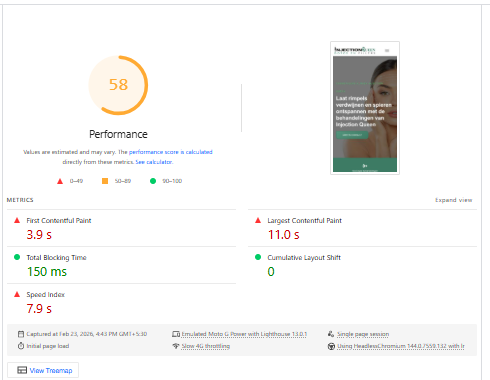 58
Performance
Values are estimated and may vary. The performance score is calculated
directly from these metrics. See calculator.
0–49
50–89
90–100
INJECTION QUEEN
Laat rimpels
verdwijnen en spieren
ontspannen met de
behandelingen van
Injection Queen
METRICS
Expand view
First Contentful Paint
3.9 s
Largest Contentful Paint
11.0 s
Total Blocking Time
150 ms
Cumulative Layout Shift
0
Speed Index
7.9 s
Captured at Feb 23, 2026, 4:43 PM GMT+5:30
Emulated Moto G Power with Lighthouse 13.0.1
Single page session
Initial page load
Slow 4G throttling
Using HeadlessChromium 144.0.7559.132 with lr
View Treemap